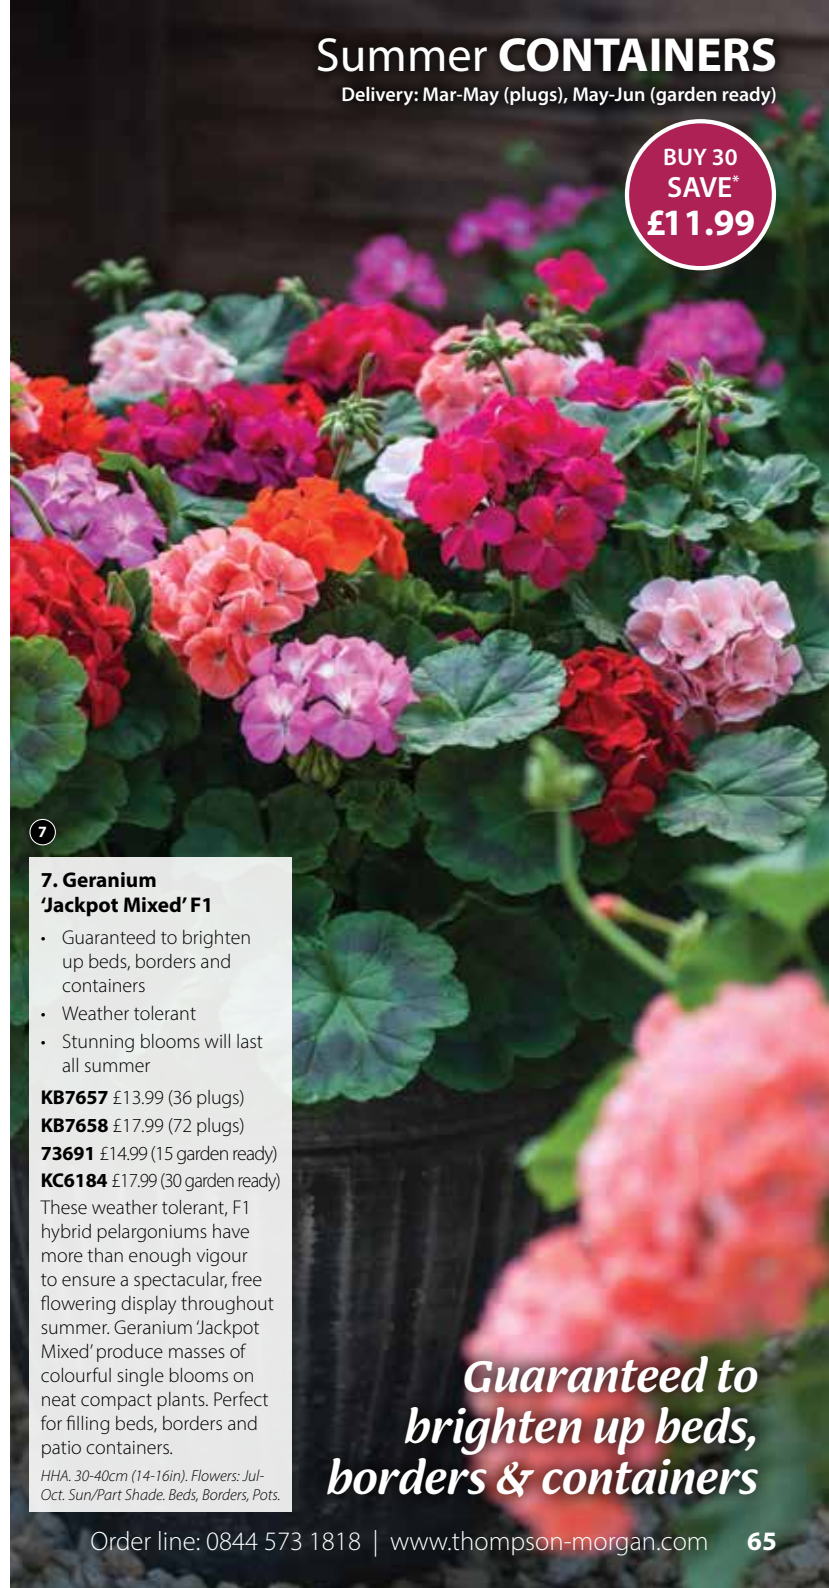 Summer CONTAINERS
Delivery: Mar-May (plugs), May-Jun (garden ready)
BUY 30
SAVE*
£11.99
7
7. Geranium
‘Jackpot Mixed’ F1
• Guaranteed to brighten
up beds, borders and
containers
• Weather tolerant
• Stunning blooms will last
all summer
KB7657 £13.99 (36 plugs)
KB7658 £17.99 (72 plugs)
73691 £14.99 (15 garden ready)
KC6184 £17.99 (30 garden ready)
These weather tolerant, F1
hybrid pelargoniums have
more than enough vigour
to ensure a spectacular, free
flowering display throughout
summer. Geranium ‘Jackpot
Mixed’ produce masses of
colourful single blooms on
neat compact plants. Perfect
for filling beds, borders and
patio containers.
HHA. 30-40cm (14-16in). Flowers: Jul-
Oct. Sun/Part Shade. Beds, Borders, Pots.
Guaranteed to
brighten up beds,
borders & containers
Order line: 0844 573 1818 | www.thompson-morgan.com 65